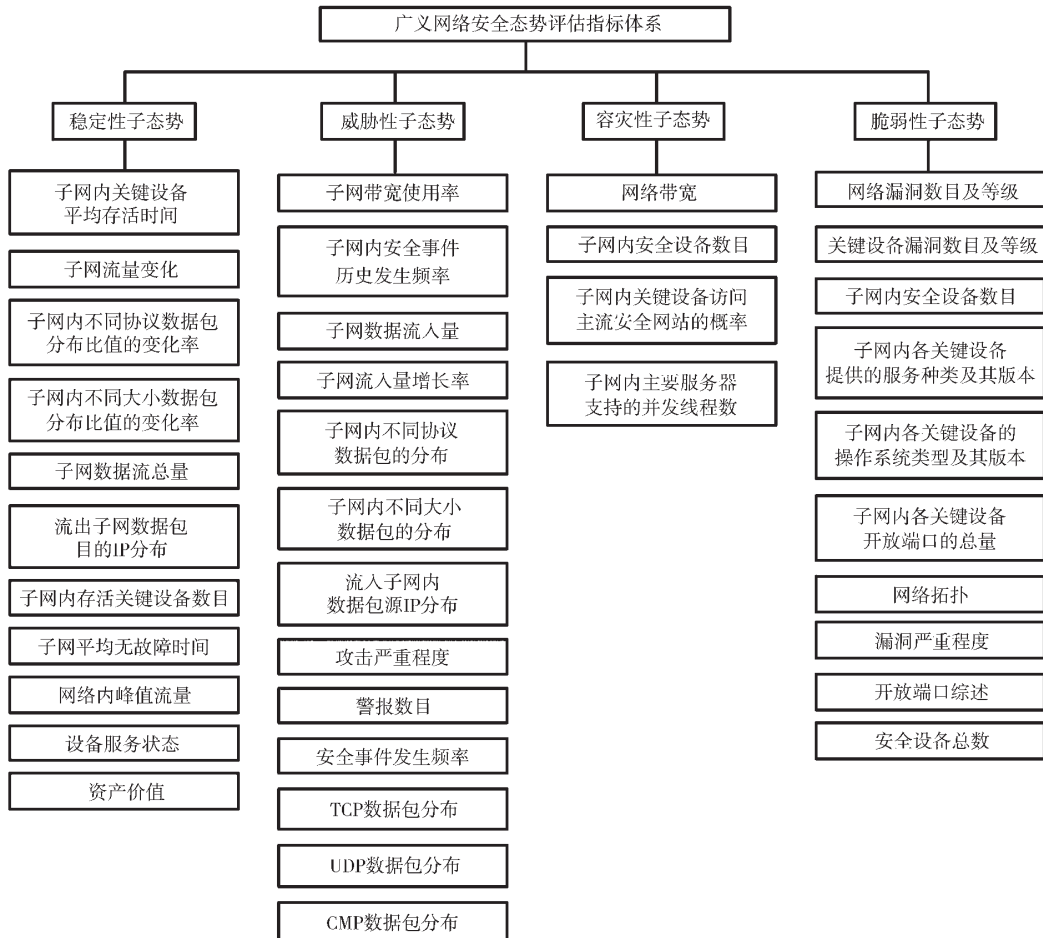 广义网络安全态势评估指标体系
稳定性子态势
威胁性子态势
容灾性子态势
脆弱性子态势
子网内关键设备
平均存活时间
子网流量变化
子网内不同协议数据包
分布比值的变化率
子网内不同大小数据包
分布比值的变化率
子网数据流总量
流出子网数据包
目的IP分布
子网内存活关键设备数目
子网平均无故障时间
网络内峰值流量
设备服务状态
资产价值
子网带宽使用率
子网内安全事件
历史发生频率
子网数据流入量
子网流入量增长率
子网内不同协议
数据包的分布
子网内不同大小
数据包的分布
流入子网内
数据包源IP分布
攻击严重程度
警报数目
安全事件发生频率
TCP数据包分布
UDP数据包分布
CMP数据包分布
网络带宽
子网内安全设备数目
子网内关键设备访问
主流安全网站的概率
子网内主要服务器
支持的并发线程数
网络漏洞数目及等级
关键设备漏洞数目及等级
子网内安全设备数目
子网内各关键设备
提供的服务种类及其版本
子网内各关键设备的
操作系统类型及其版本
子网内各关键设备
开放端口的总量
网络拓扑
漏洞严重程度
开放端口综述
安全设备总数